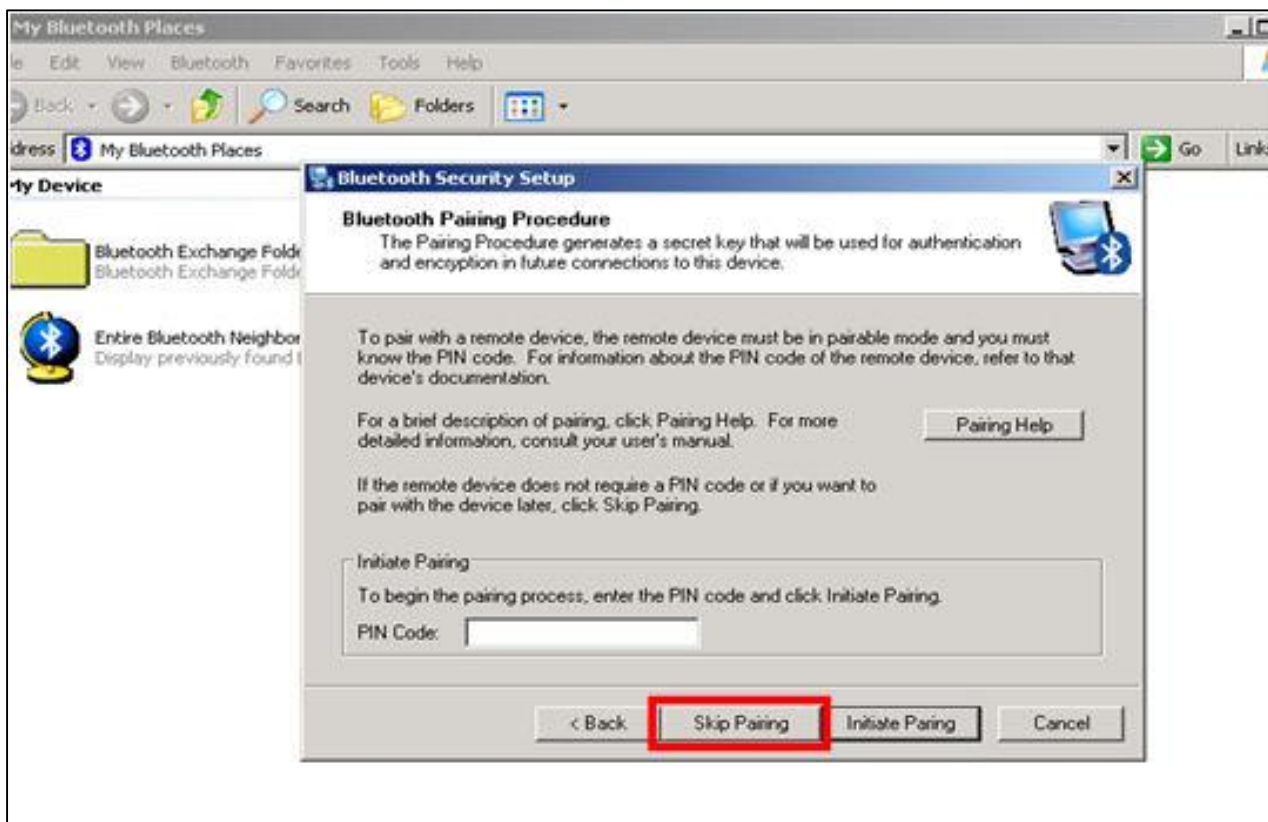 My Bluetooth Places
Edit View Bluetooth Favorites Tools Help
Back Search Folders
My Bluetooth Places Go
My Device
Bluetooth Security Setup
Bluetooth Pairing Procedure
The Pairing Procedure generates a secret key that will be used for authentication
and encryption in future connections to this device.
Bluetooth Exchange Folde
Bluetooth Exchange Folde
Entire Bluetooth Neighbor
Display previously found
To pair with a remote device, the remote device must be in pairable mode and you must
know the PIN code. For information about the PIN code of the remote device, refer to that
device's documentation.
For a brief description of pairing, click Pairing Help. For more
detailed information, consult your user's manual.
Pairing Help
If the remote device does not require a PIN code or if you want to
pair with the device later, click Skip Pairing.
Initiate Pairing
To begin the pairing process, enter the PIN code and click Initiate Pairing.
PIN Code:
< Back Skip Pairing Initiate Paring Cancel